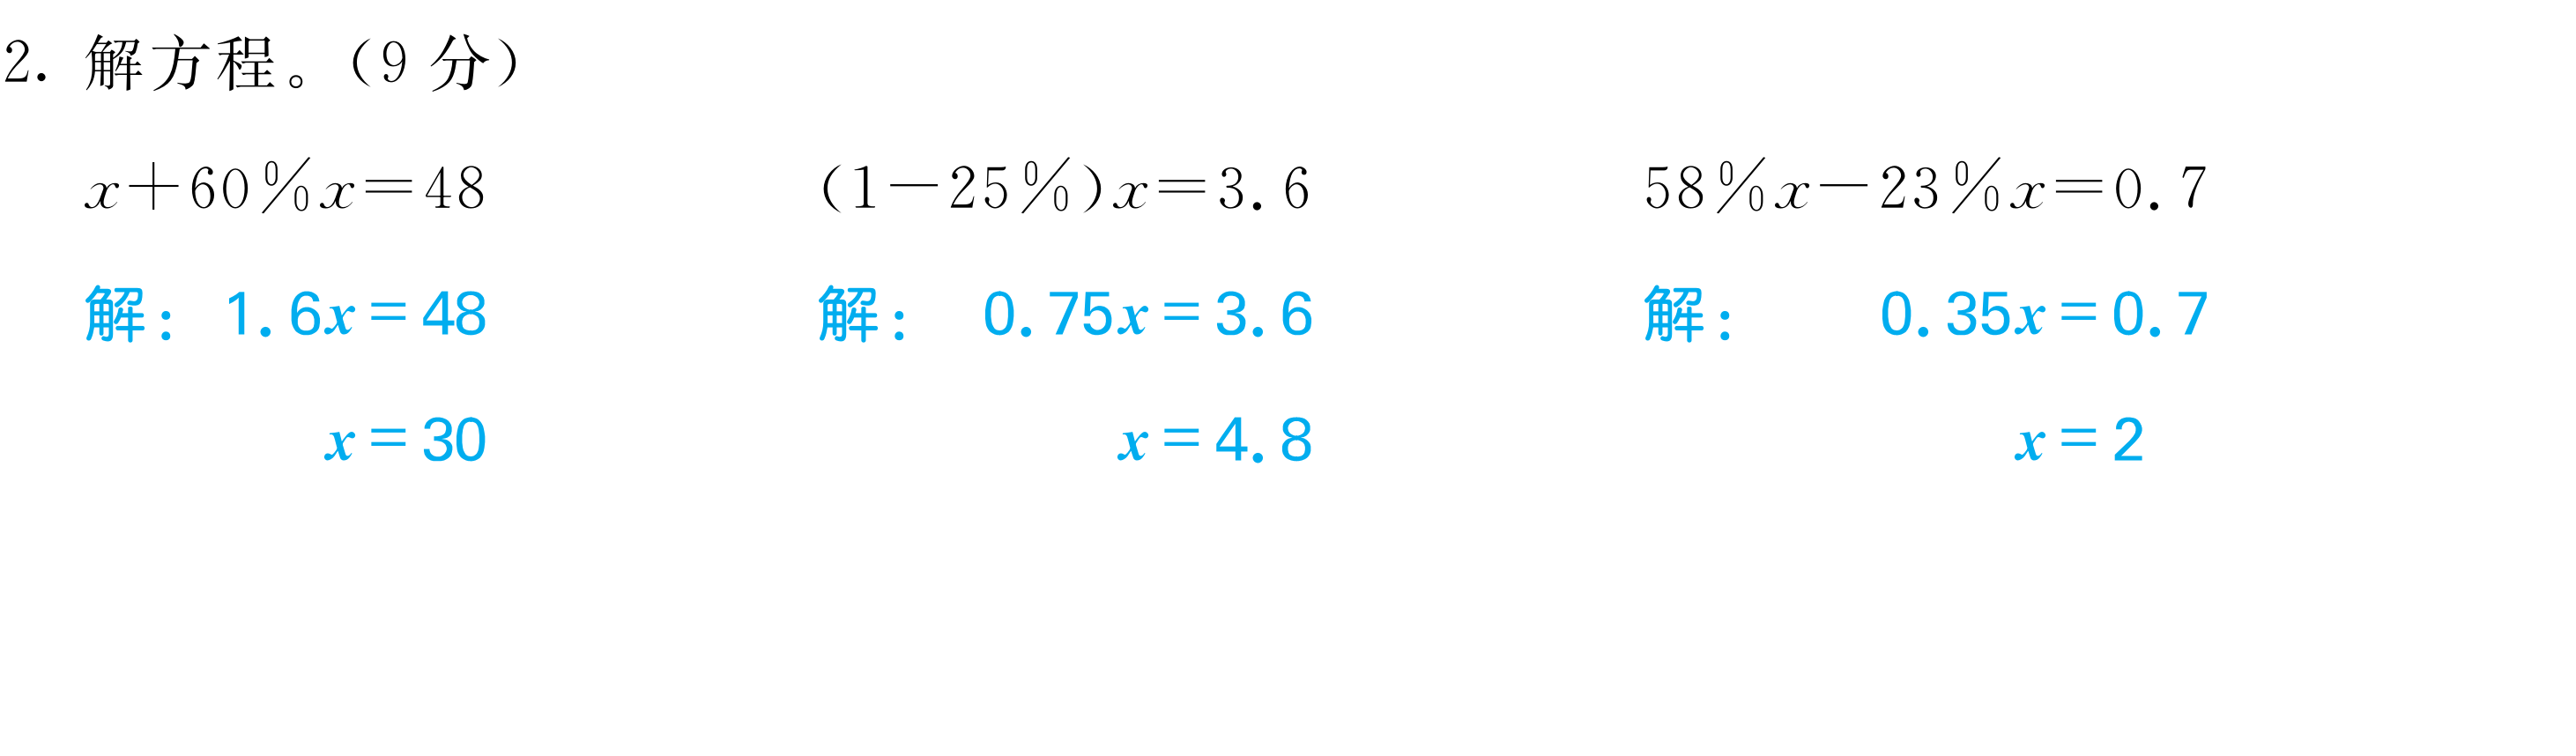 2. 解方程。(9 分)
x+60%x=48 (1-25%)x=3.6 58%x-23%x=0.7
解: 1.6x=48 解: 0.75x=3.6 解: 0.35x=0.7
x=30 x=4.8 x=2